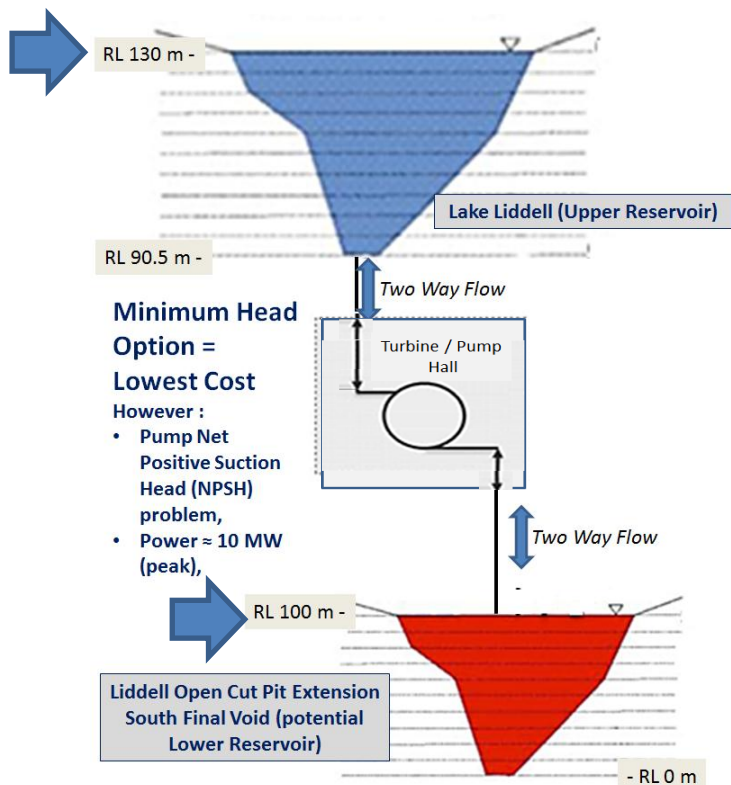 RL 130 m -
Lake Liddell (Upper Reservoir)
RL 90.5 m -
Two Way Flow
Minimum Head
Option =
Lowest Cost
However :
• Pump Net
Positive Suction
Head (NPSH)
problem,
• Power ≈ 10 MW
(peak),
Turbine / Pump
Hall
Two Way Flow
RL 100 m -
Liddell Open Cut Pit Extension
South Final Void (potential
Lower Reservoir)
- RL 0 m